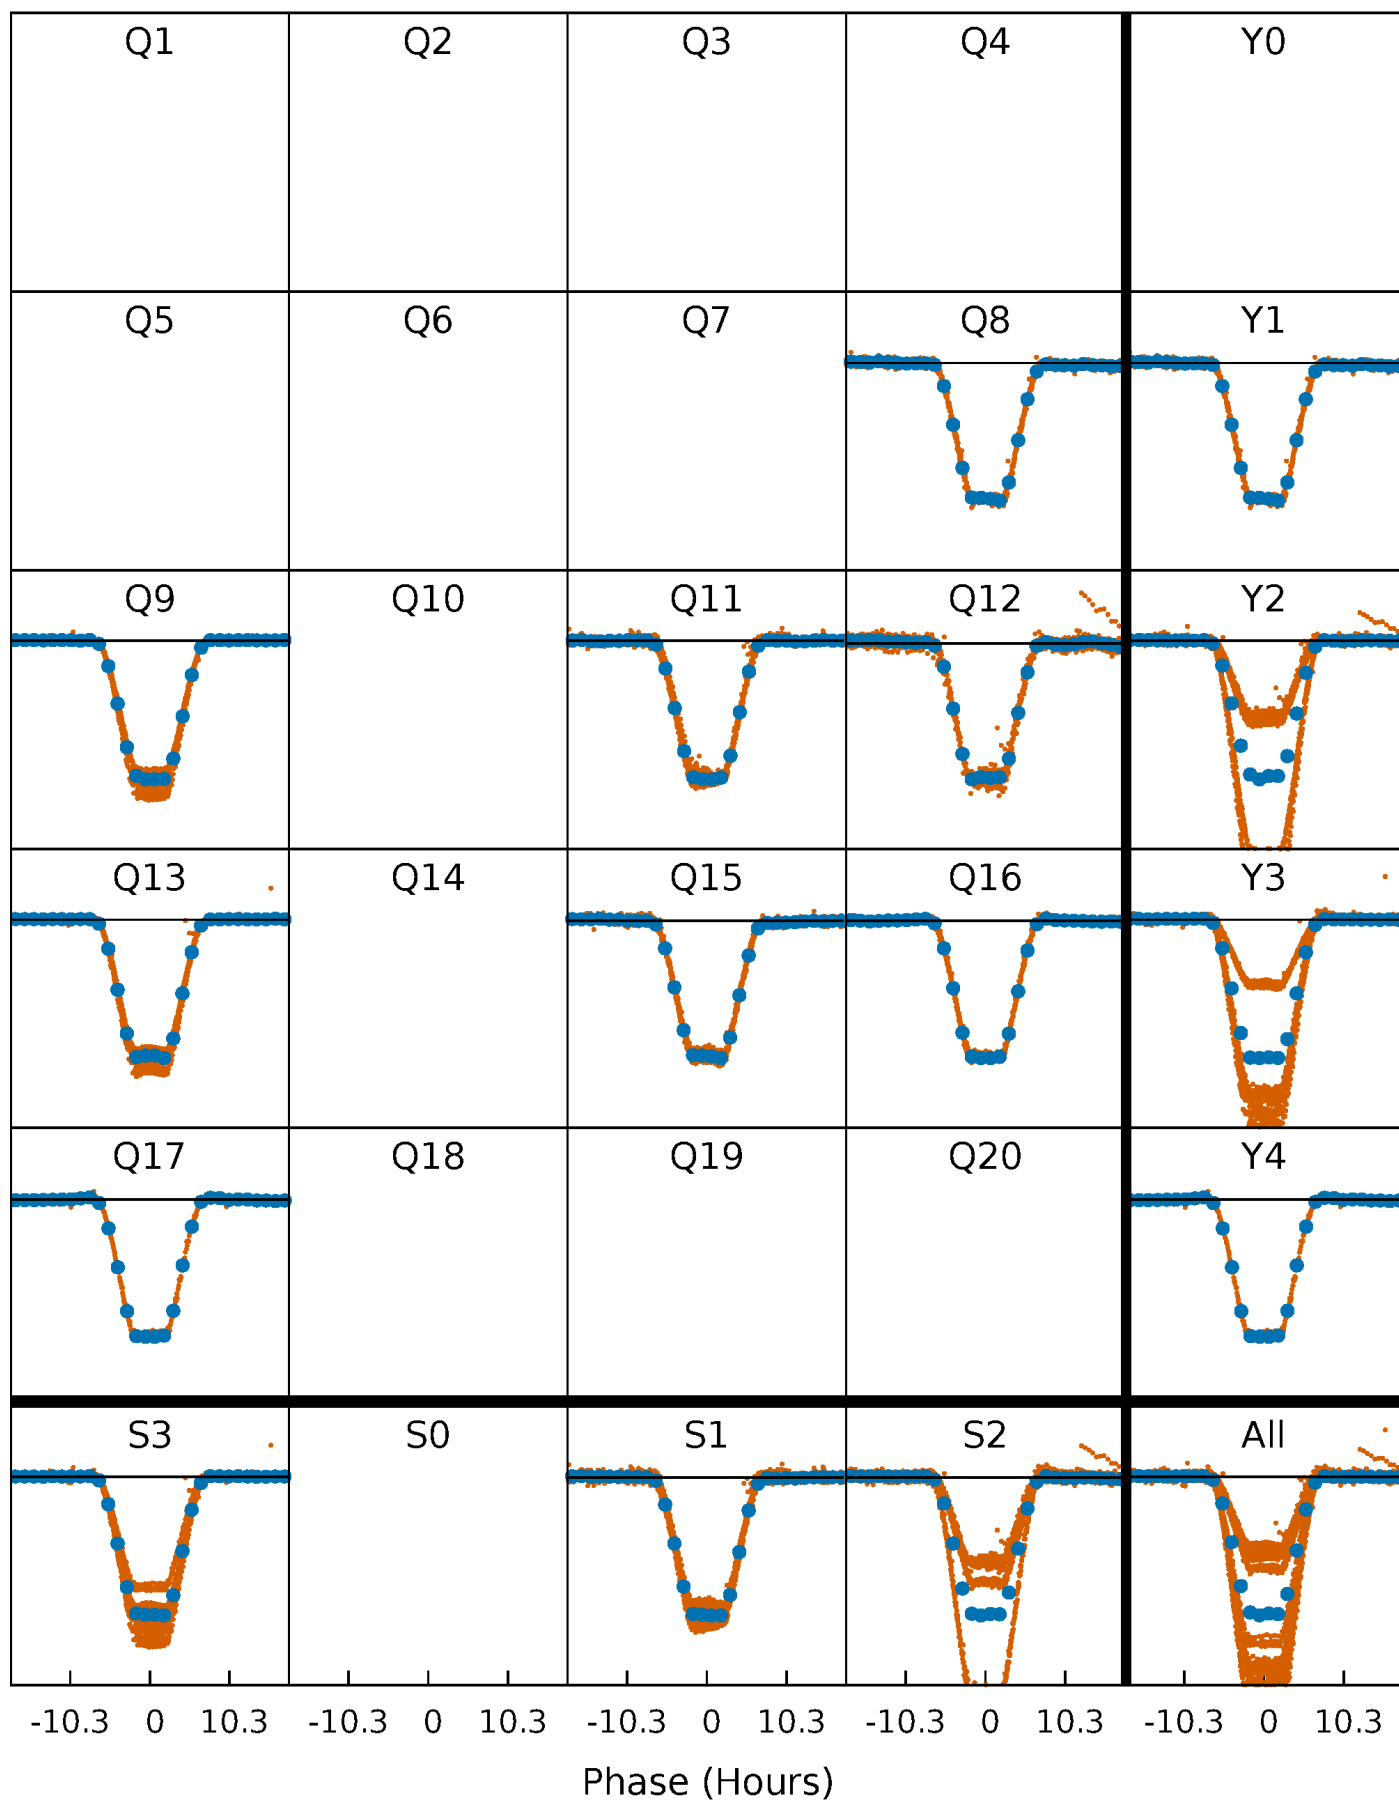 Q1 Q2 Q3 Q4 Y0
Q5 Q6 Q7 Q8 Y1
Q9 Q10 Q11 Q12 Y2
Q13 Q14 Q15 Q16 Y3
Q17 Q18 Q19 Q20 Y4
S3 S0 S1 S2 All
-10.3 0 10.3 -10.3 0 10.3 -10.3 0 10.3 -10.3 0 10.3 -10.3 0 10.3
Phase (Hours)